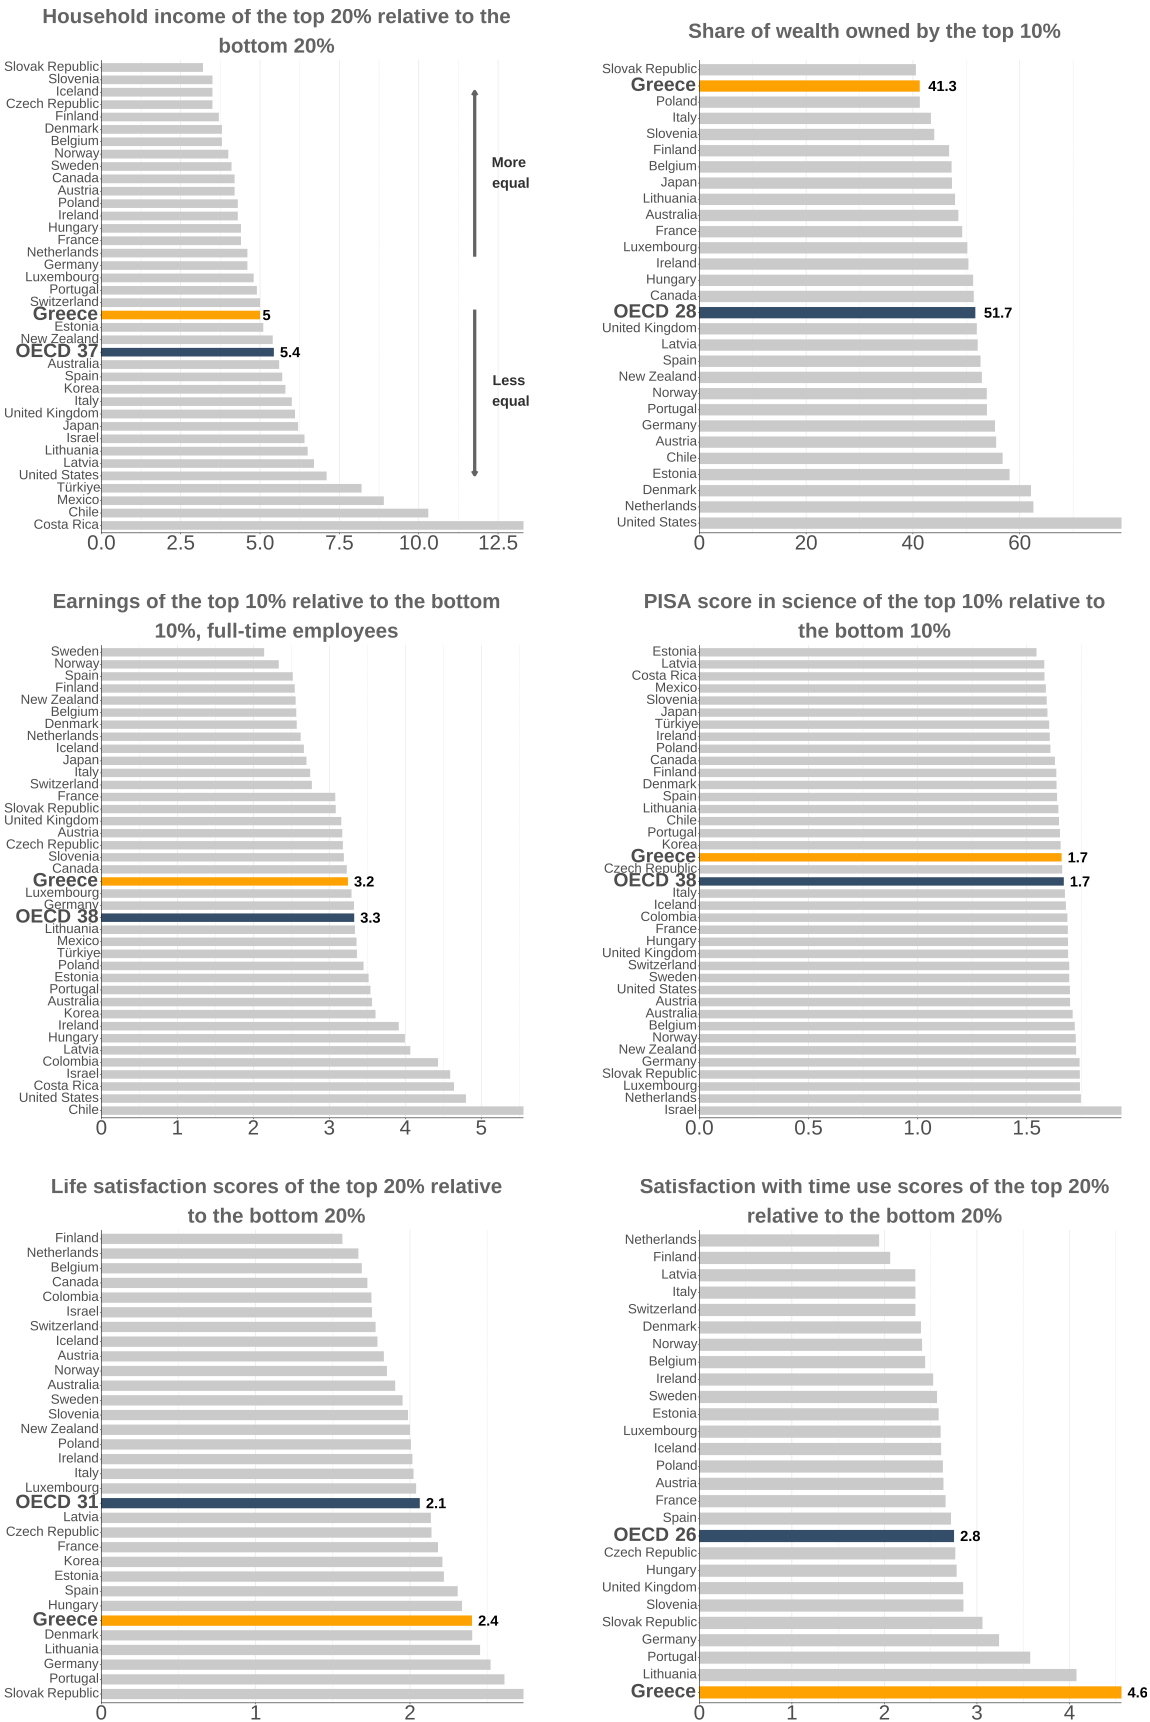 Household income of the top 20% relative to the
bottom 20%
Slovak Republic
Slovenia
Iceland
Czech Republic
Finland
Denmark
Belgium
Norway
Sweden
Canada
Austria
Poland
Ireland
Hungary
France
Netherlands
Germany
Luxembourg
Portugal
Switzerland
Greece 5
Estonia
New Zealand
OECD 37 5.4
Australia
Spain
Korea
Italy
United Kingdom
Japan
Israel
Lithuania
Latvia
United States
Türkiye
Mexico
Chile
Costa Rica
More
equal
Less
equal
0.0 2.5 5.0 7.5 10.0 12.5
Share of wealth owned by the top 10%
Slovak Republic
Greece 41.3
Poland
Italy
Slovenia
Finland
Belgium
Japan
Lithuania
Australia
France
Luxembourg
Ireland
Hungary
Canada
OECD 28 51.7
United Kingdom
Latvia
Spain
New Zealand
Norway
Portugal
Germany
Austria
Chile
Estonia
Denmark
Netherlands
United States
0 20 40 60
Earnings of the top 10% relative to the bottom
10%, full-time employees
Sweden
Norway
Spain
Finland
New Zealand
Belgium
Denmark
Netherlands
Iceland
Japan
Italy
Switzerland
France
Slovak Republic
United Kingdom
Austria
Czech Republic
Slovenia
Canada
Greece 3.2
Luxembourg
Germany
OECD 38 3.3
Lithuania
Mexico
Türkiye
Poland
Estonia
Portugal
Australia
Korea
Ireland
Hungary
Latvia
Colombia
Israel
Costa Rica
United States
Chile
0 1 2 3 4 5
PISA score in science of the top 10% relative to
the bottom 10%
Estonia
Latvia
Costa Rica
Mexico
Slovenia
Japan
Türkiye
Ireland
Poland
Canada
Finland
Denmark
Spain
Lithuania
Chile
Portugal
Korea
Greece 1.7
Czech Republic
OECD 38 1.7
Italy
Iceland
Colombia
France
Hungary
United Kingdom
Switzerland
Sweden
United States
Austria
Australia
Belgium
Norway
New Zealand
Germany
Slovak Republic
Luxembourg
Netherlands
Israel
0.0 0.5 1.0 1.5
Life satisfaction scores of the top 20% relative
to the bottom 20%
Finland
Netherlands
Belgium
Canada
Colombia
Israel
Switzerland
Iceland
Austria
Norway
Australia
Sweden
Slovenia
New Zealand
Poland
Ireland
Italy
Luxembourg
OECD 31 2.1
Latvia
Czech Republic
France
Korea
Estonia
Spain
Hungary
Greece 2.4
Denmark
Lithuania
Germany
Portugal
Slovak Republic
0 1 2
Satisfaction with time use scores of the top 20%
relative to the bottom 20%
Netherlands
Finland
Latvia
Italy
Switzerland
Denmark
Norway
Belgium
Ireland
Sweden
Estonia
Luxembourg
Iceland
Poland
Austria
France
Spain
OECD 26 2.8
Czech Republic
Hungary
United Kingdom
Slovenia
Slovak Republic
Germany
Portugal
Lithuania
Greece 4.6
0 1 2 3 4